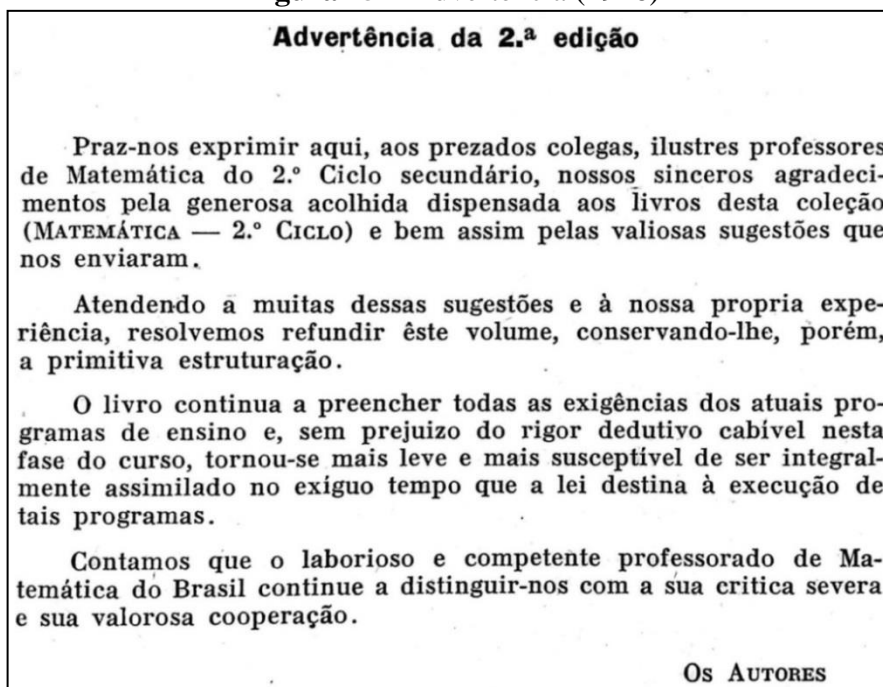 Advertência da 2.ª edição
Praz-nos exprimir aqui, aos prezados colegas, ilustres professores
de Matemática do 2.º Ciclo secundário, nossos sinceros agradeci-
mentos pela generosa acolhida dispensada aos livros desta coleção
(MATEMÁTICA — 2.º CICLO) e bem assim pelas valiosas sugestões que
nos enviaram.
Atendendo a muitas dessas sugestões e à nossa propria expe-
riência, resolvemos refundir êste volume, conservando-lhe, porém,
a primitiva estruturação.
O livro continua a preencher todas as exigências dos atuais pro-
gramas de ensino e, sem prejuizo do rigor dedutivo cabível nesta
fase do curso, tornou-se mais leve e mais susceptível de ser integral-
mente assimilado no exíguo tempo que a lei destina à execução de
tais programas.
Contamos que o laborioso e competente professorado de Ma-
temática do Brasil continue a distinguir-nos com a sua critica severa
e sua valorosa cooperação.
OS AUTORES